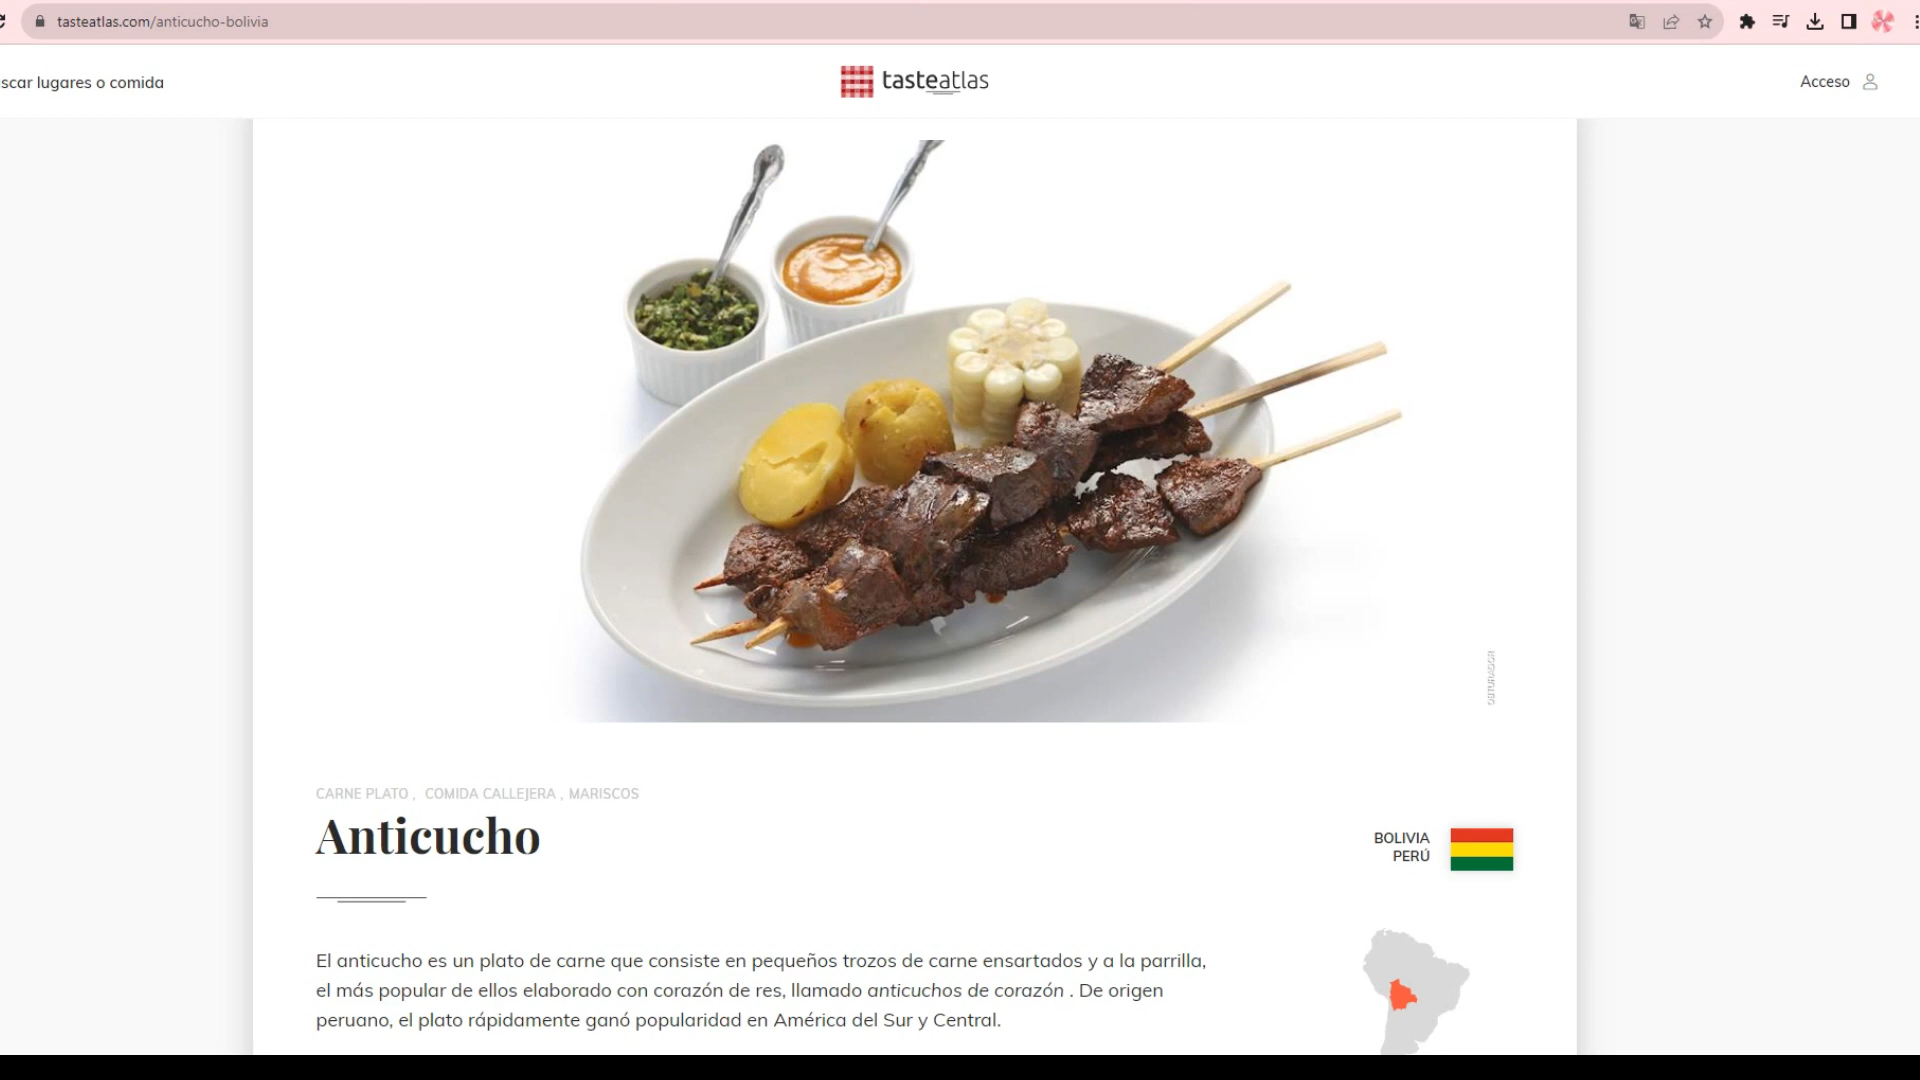 tasteatlas.com/anticucho-bolivia
scar lugares o comida
tasteatlas
Acceso
OBTURADOR
CARNE PLATO , COMIDA CALLEJERA , MARISCOS
Anticucho
BOLIVIA
PERÚ
El anticucho es un plato de carne que consiste en pequeños trozos de carne ensartados y a la parrilla,
el más popular de ellos elaborado con corazón de res, llamado anticuchos de corazón . De origen
peruano, el plato rápidamente ganó popularidad en América del Sur y Central.